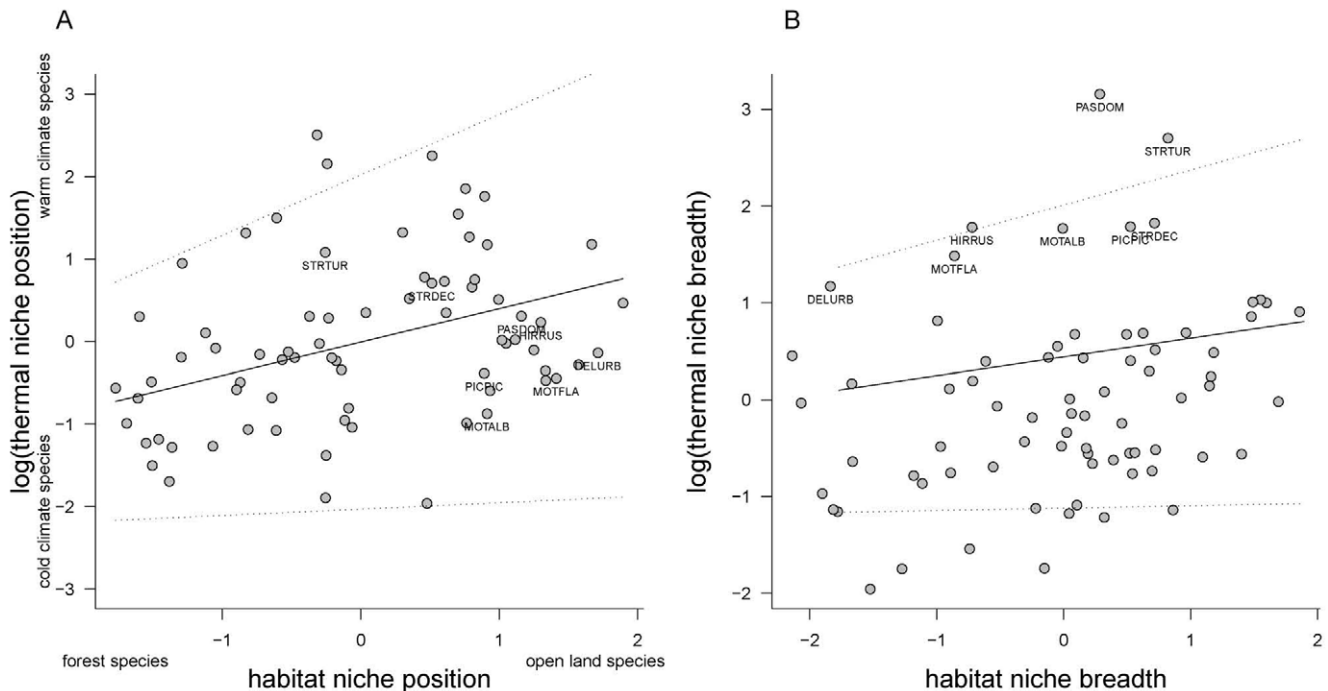 A
log(thermal niche position)
warm climate species
cold climate species
3
2
1
0
−1
−2
−3
STRTUR
STRDEC
PASDOM
HIRRUS
DELURB
PICPIC
MOTFLA
MOTALB
−1
0
1
2
forest species
open land species
habitat niche position
B
log(thermal niche breadth)
3
2
1
0
−1
−2
PASDOM
STRTUR
HIRRUS
MOTALB
PICPIC
STRDEC
MOTFLA
DELURB
−2
−1
0
1
2
habitat niche breadth